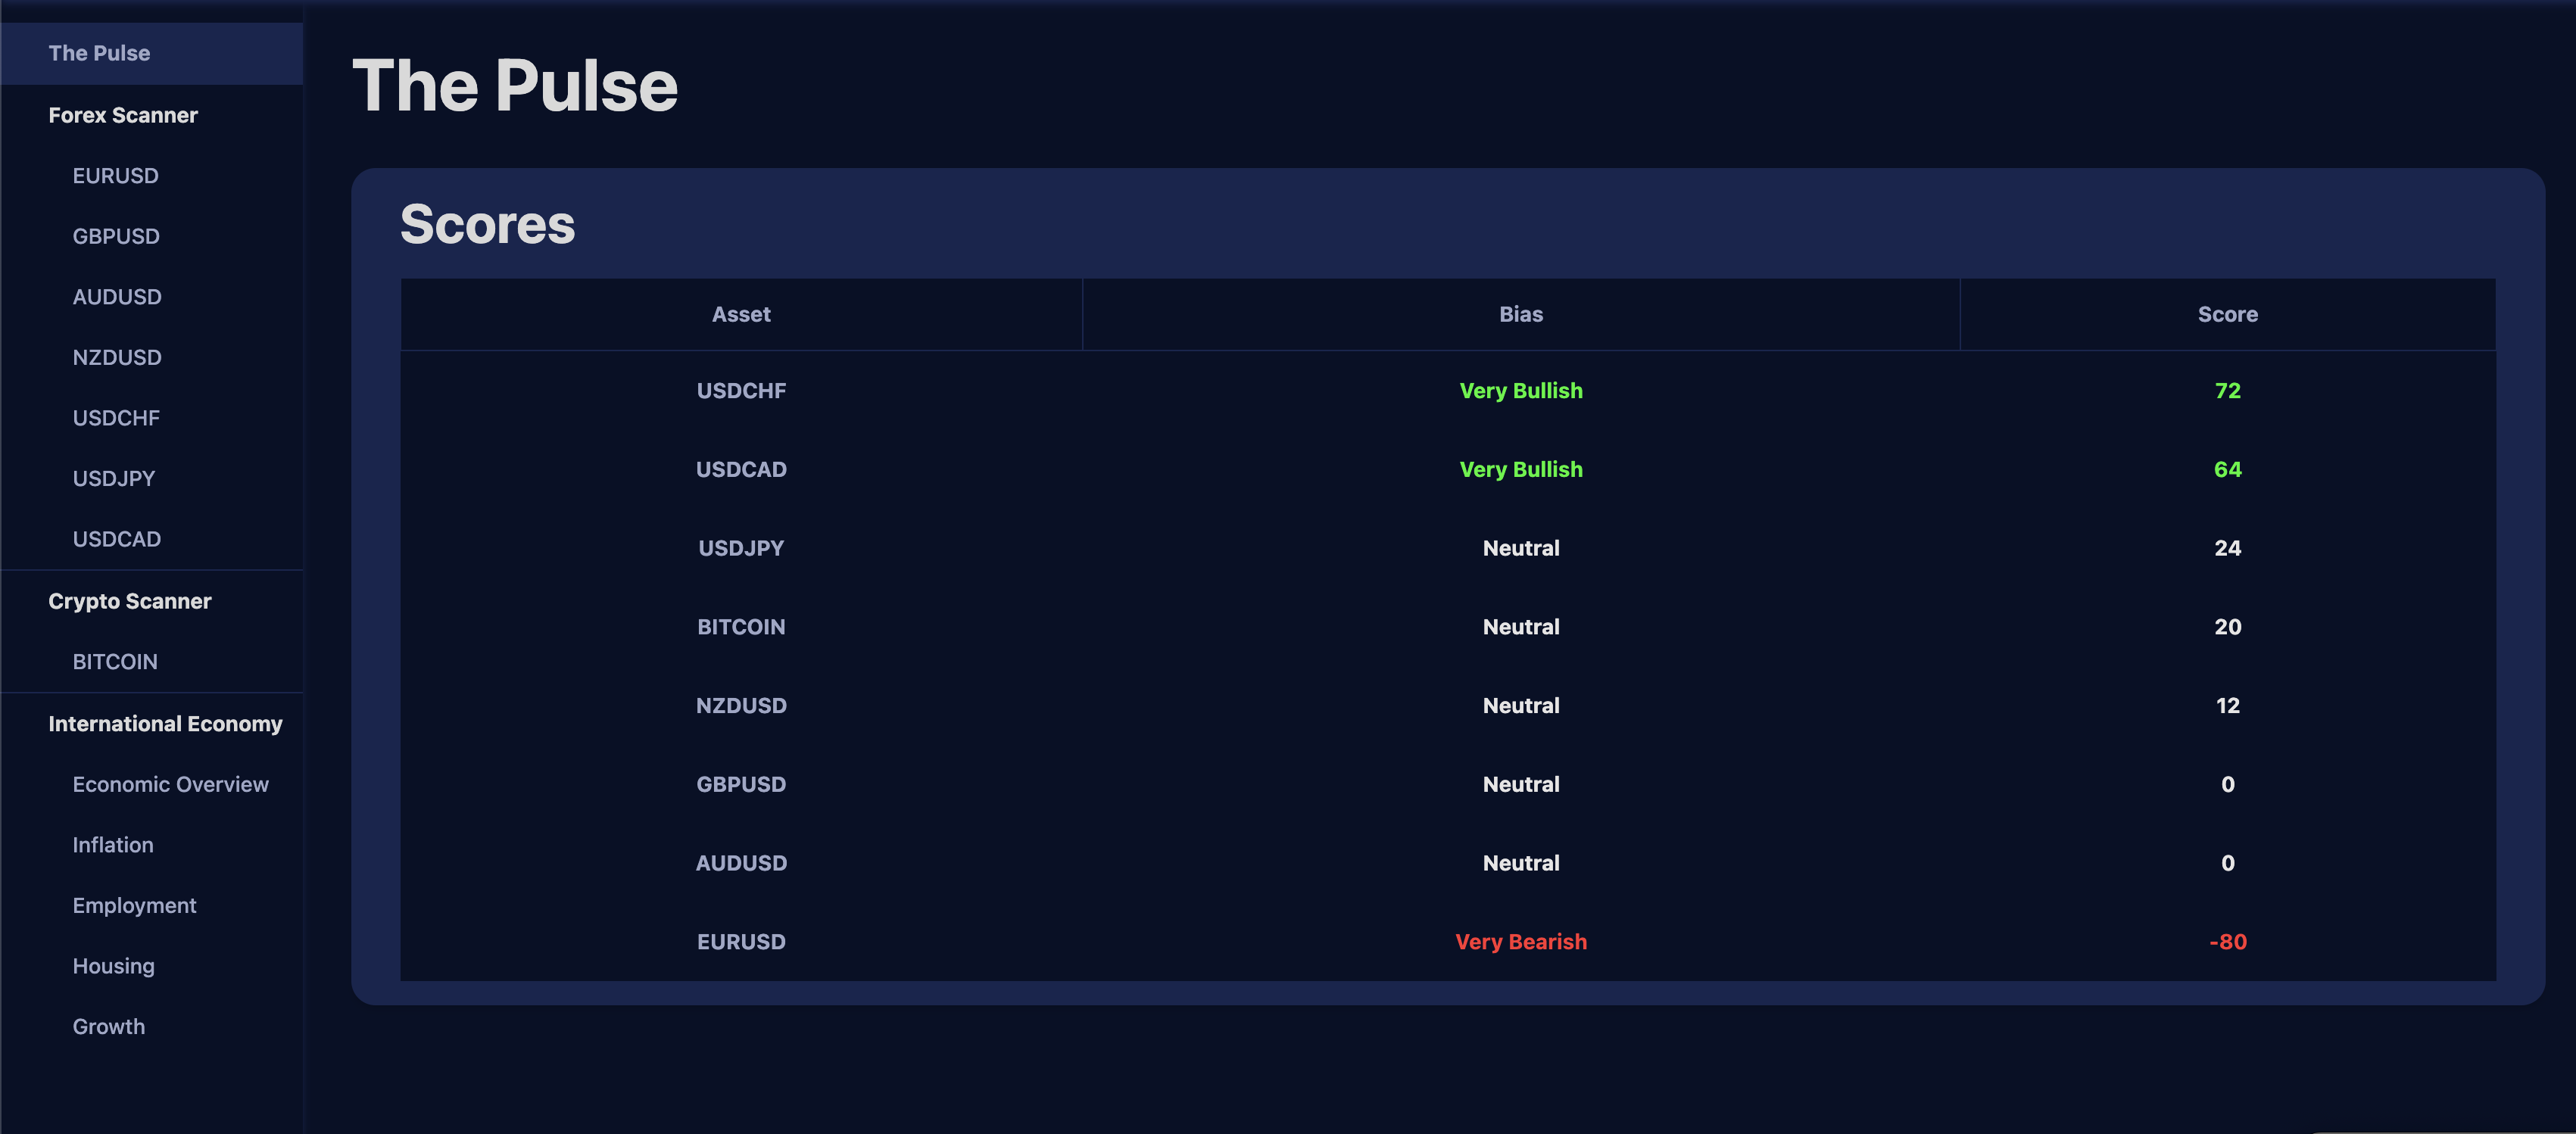 The Pulse
Forex Scanner
EURUSD
GBPUSD
AUDUSD
NZDUSD
USDCHF
USDJPY
USDCAD
Crypto Scanner
BITCOIN
International Economy
Economic Overview
Inflation
Employment
Housing
Growth
The Pulse
Scores
Asset Bias Score
USDCHF Very Bullish 72
USDCAD Very Bullish 64
USDJPY Neutral 24
BITCOIN Neutral 20
NZDUSD Neutral 12
GBPUSD Neutral 0
AUDUSD Neutral 0
EURUSD Very Bearish -80